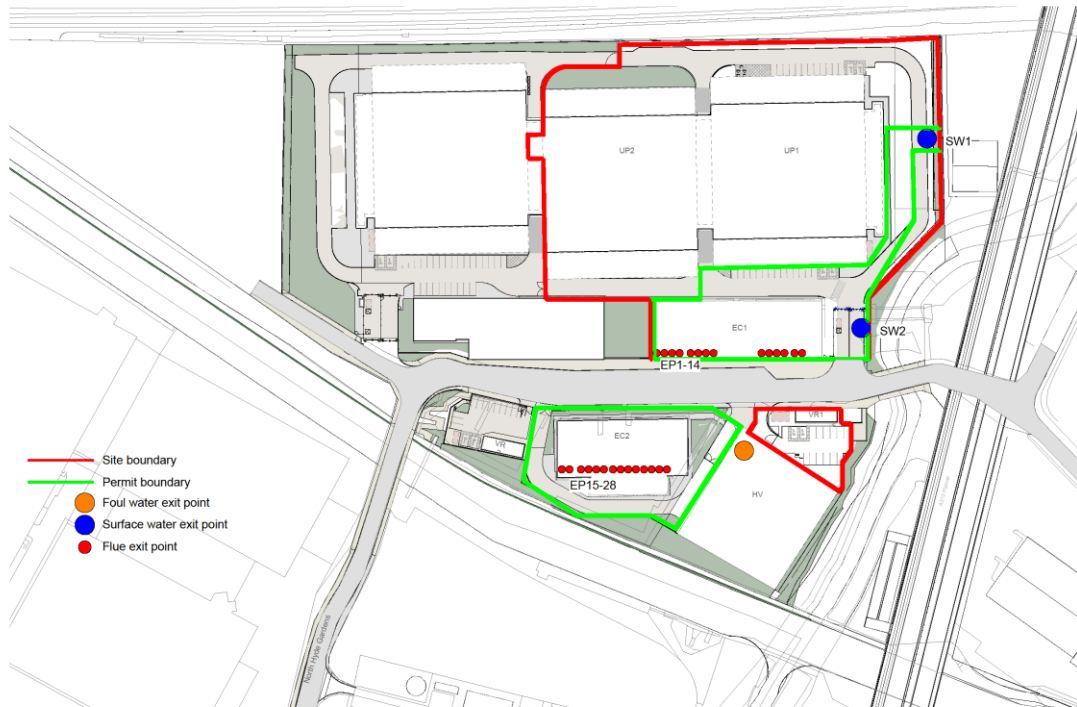 SW1
UP2
UP1
EC1
SW2
EP1-14
VR1
EC2
VR
EP15-28
HV
Site boundary
Permit boundary
Foul water exit point
Surface water exit point
Flue exit point
North Hyde Gardens